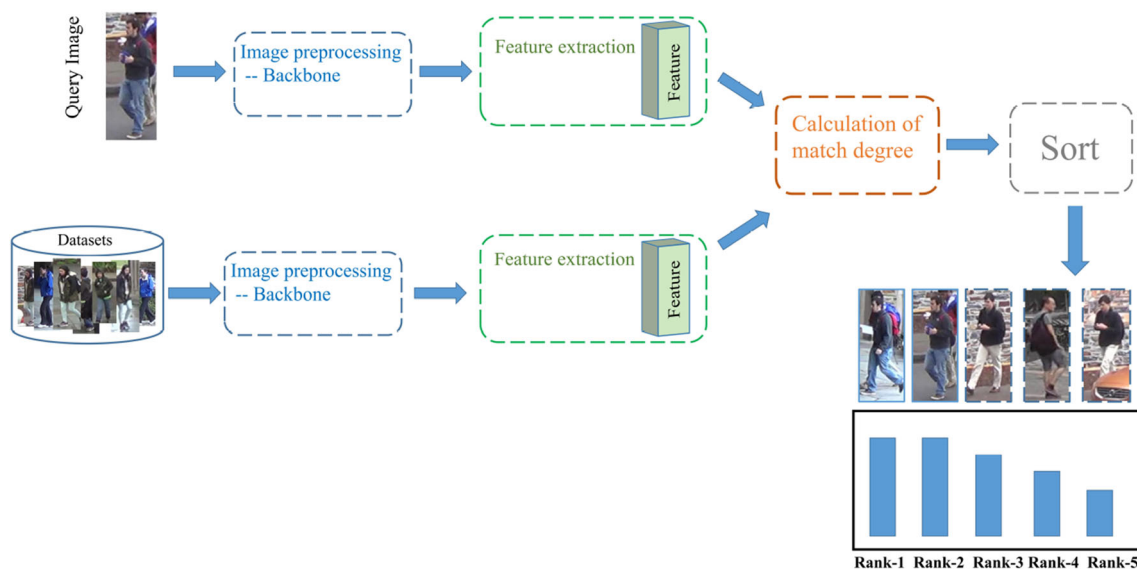 Query Image
Image preprocessing
-- Backbone
Feature extraction
Feature
Calculation of
match degree
Sort
Datasets
Image preprocessing
-- Backbone
Feature extraction
Feature
Rank-1 Rank-2 Rank-3 Rank-4 Rank-5